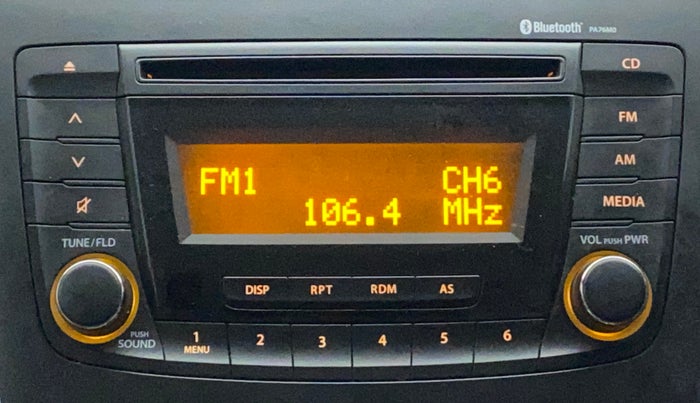 Bluetooth PA76M0
CD
FM
AM
MEDIA
FM1 CH6
106.4 MHz
TUNE/FLD
VOL PUSH PWR
DISP RPT RDM AS
PUSH
SOUND
1 2 3 4 5 6
MENU